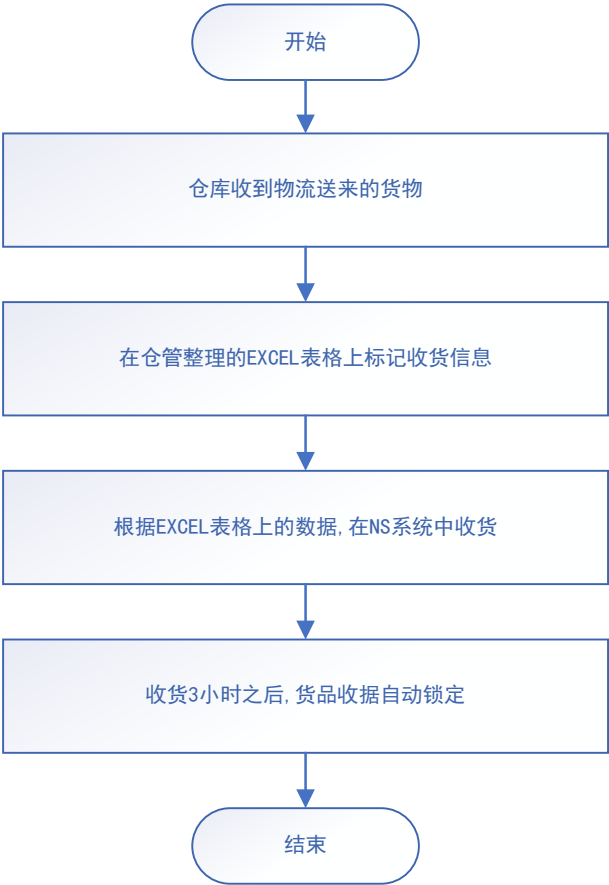 开始
仓库收到物流送来的货物
在仓管整理的EXCEL表格上标记收货信息
根据EXCEL表格上的数据,在NS系统中收货
收货3小时之后,货品收据自动锁定
结束